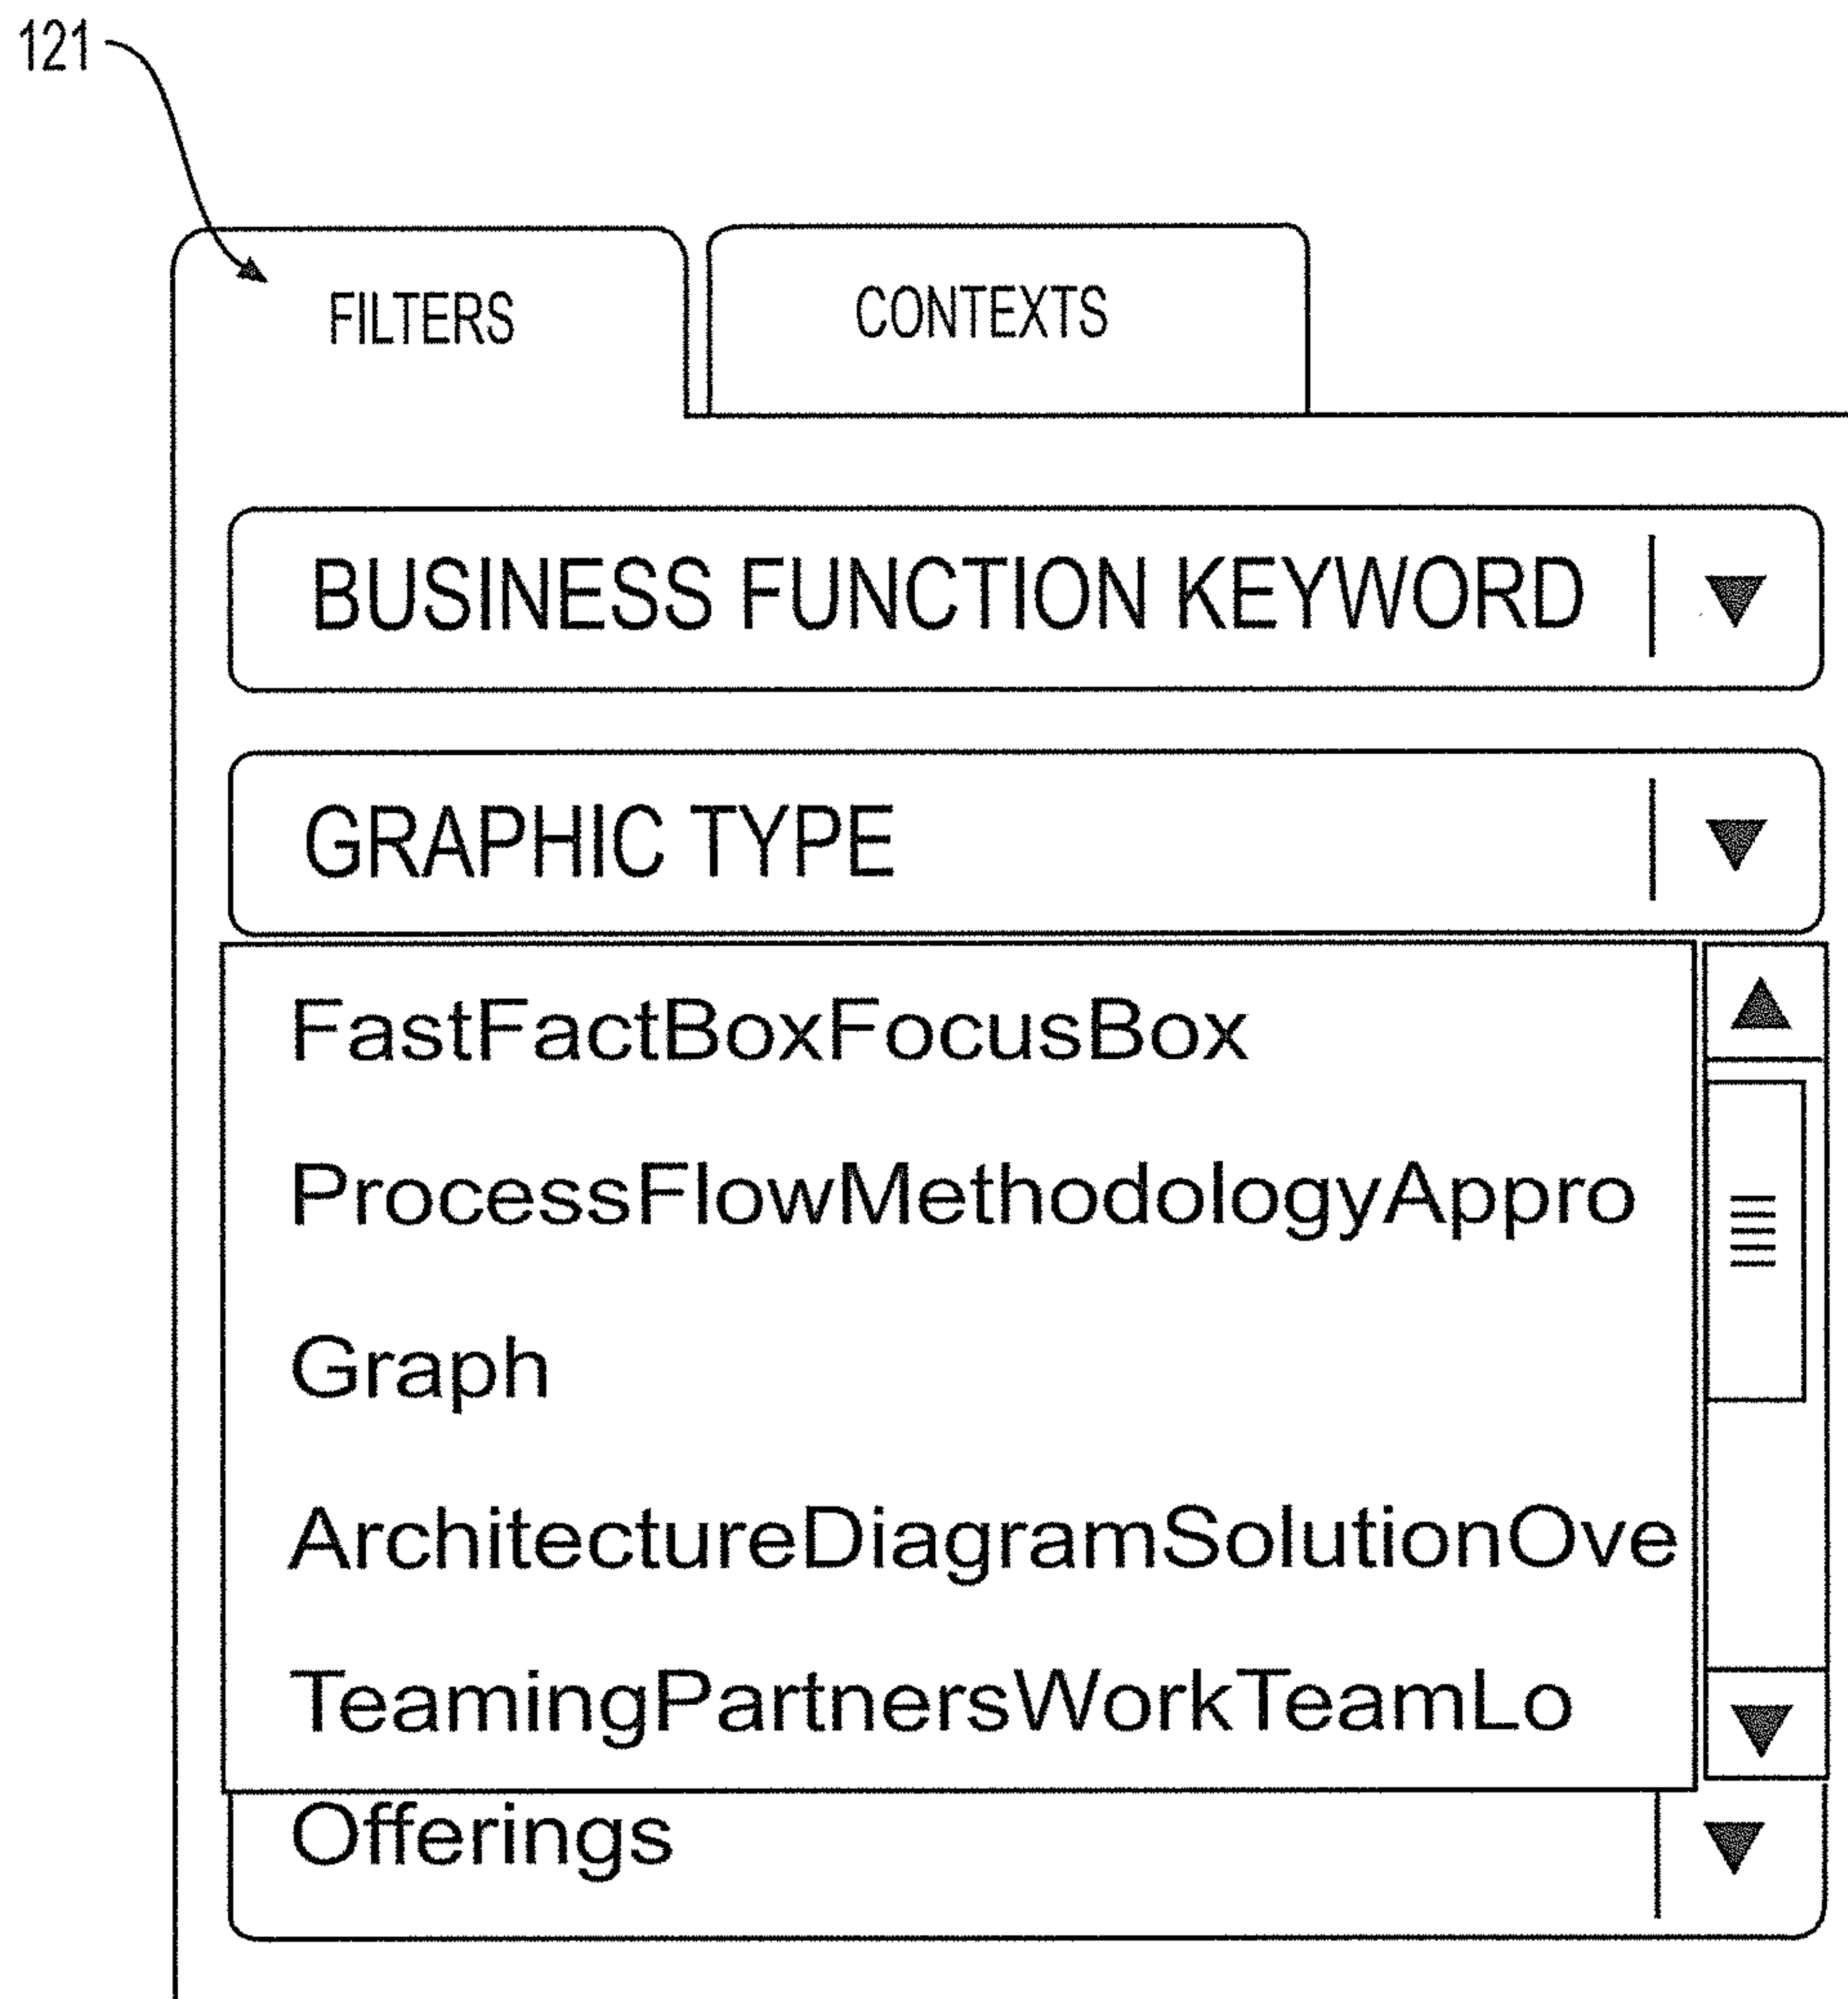 121
FILTERS
CONTEXTS
BUSINESS FUNCTION KEYWORD
GRAPHIC TYPE
FastFactBoxFocusBox
ProcessFlowMethodologyAppro
Graph
ArchitectureDiagramSolutionOve
TeamingPartnersWorkTeamLo
Offerings